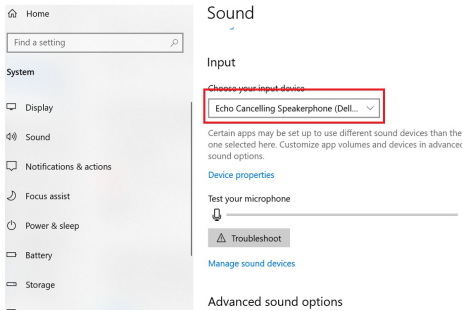 Home
Find a setting
System
Display
Sound
Notifications & actions
Focus assist
Power & sleep
Battery
Storage
Sound
Input
Choose your input device
Echo Cancelling Speakerphone (Dell...
Certain apps may be set up to use different sound devices than the
one selected here. Customize app volumes and devices in advanced
sound options.
Device properties
Test your microphone
Troubleshoot
Manage sound devices
Advanced sound options